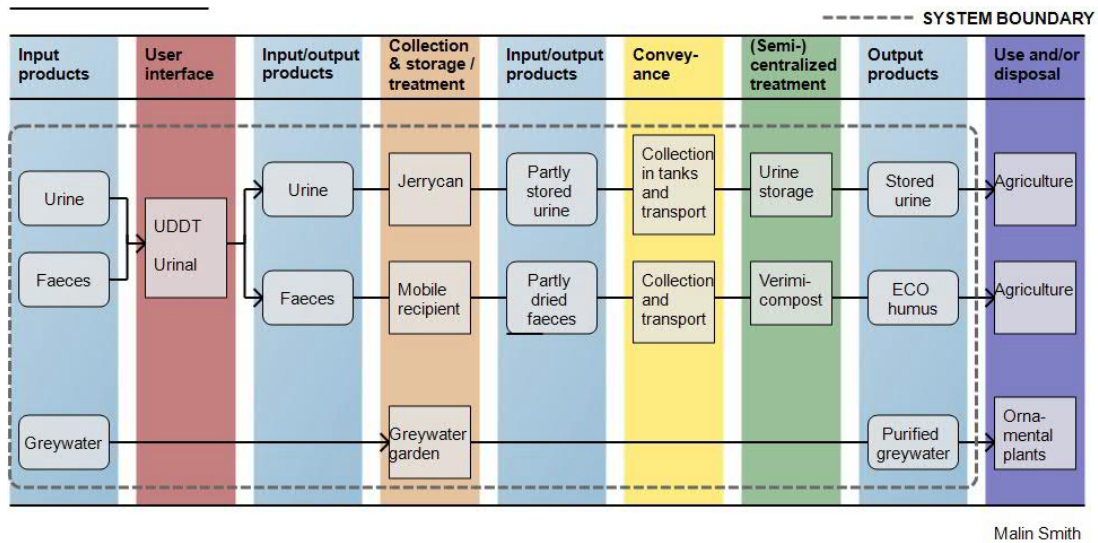 SYSTEM BOUNDARY
Input
products
User
interface
Input/output
products
Collection
& storage /
treatment
Input/output
products
Convey-
ance
(Semi-)
centralized
treatment
Output
products
Use and/or
disposal
Urine
Faeces
UDDT
Urinal
Urine
Jerrycan
Partly
stored
urine
Collection
in tanks
and
transport
Urine
storage
Stored
urine
Agriculture
Faeces
Mobile
recipient
Partly
dried
faeces
Collection
and
transport
Verimi-
compost
ECO
humus
Agriculture
Greywater
Greywater
garden
Purified
greywater
Orna-
mental
plants
Malin Smith